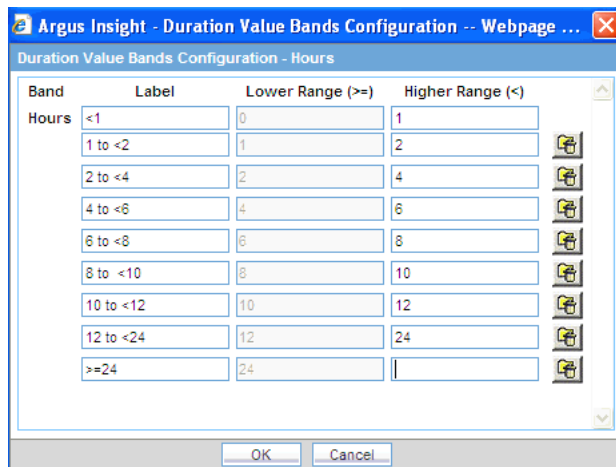 Argus Insight - Duration Value Bands Configuration -- Webpage ...
Duration Value Bands Configuration - Hours
Band Label Lower Range (>=) Higher Range (<)
Hours <1 0 1
1 to <2 1 2
2 to <4 2 4
4 to <6 4 6
6 to <8 6 8
8 to <10 8 10
10 to <12 10 12
12 to <24 12 24
>=24 24
OK Cancel